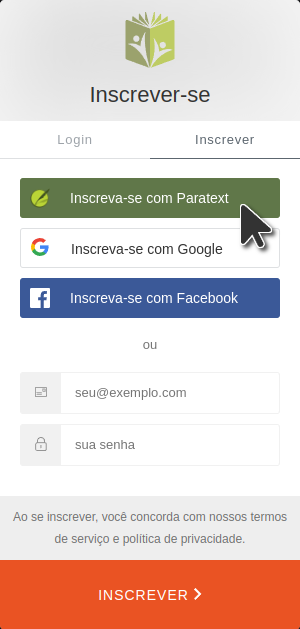 Inscrever-se
Login
Inscrever
Inscreva-se com Paratext
Inscreva-se com Google
Inscreva-se com Facebook
ou
seu@exemplo.com
sua senha
Ao se inscrever, você concorda com nossos termos
de serviço e política de privacidade.
INSCREVER